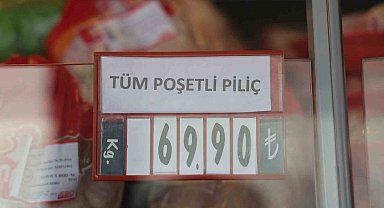 TÜM POŞETLİ PİLİÇ
Kg. 69.90 ₺